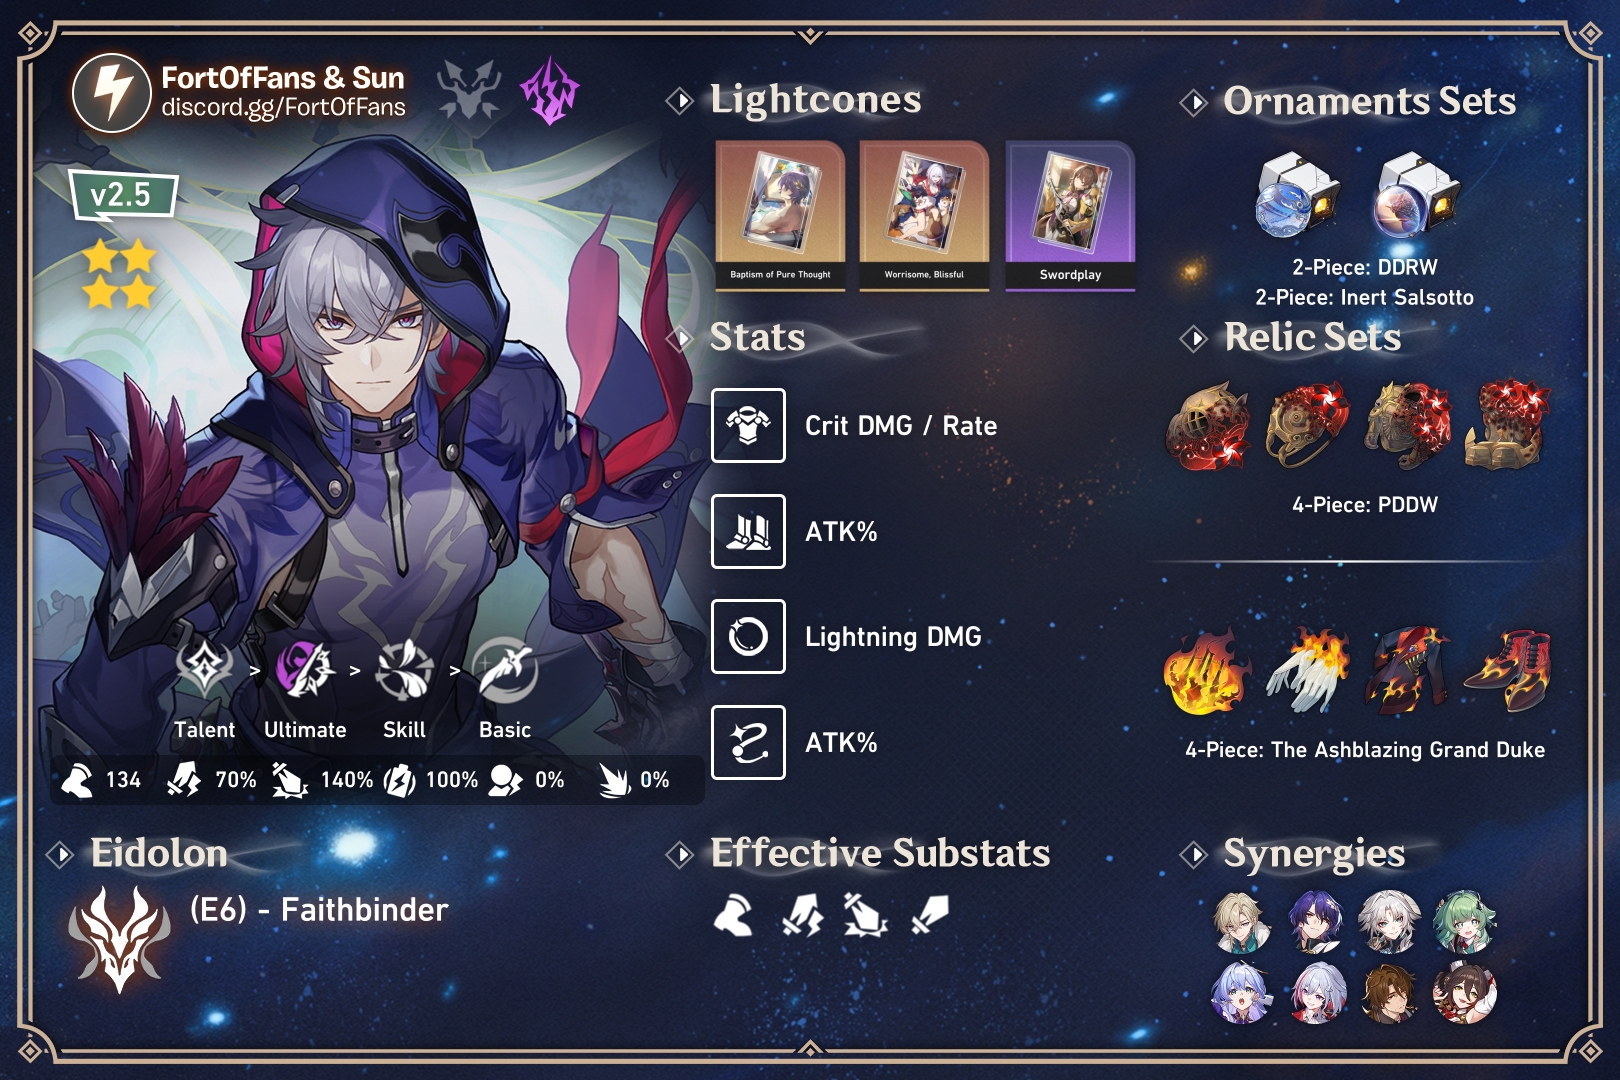 FortOfFans & Sun
discord.gg/FortOfFans
v2.5
Talent > Ultimate > Skill > Basic
134 70% 140% 100% 0% 0%
Eidolon
(E6) - Faithbinder
Lightcones
Baptism of Pure Thought
Worrisome, Blissful
Swordplay
Stats
Crit DMG / Rate
ATK%
Lightning DMG
ATK%
Effective Substats
Ornaments Sets
2-Piece: DDRW
2-Piece: Inert Salsotto
Relic Sets
4-Piece: PDDW
4-Piece: The Ashblazing Grand Duke
Synergies